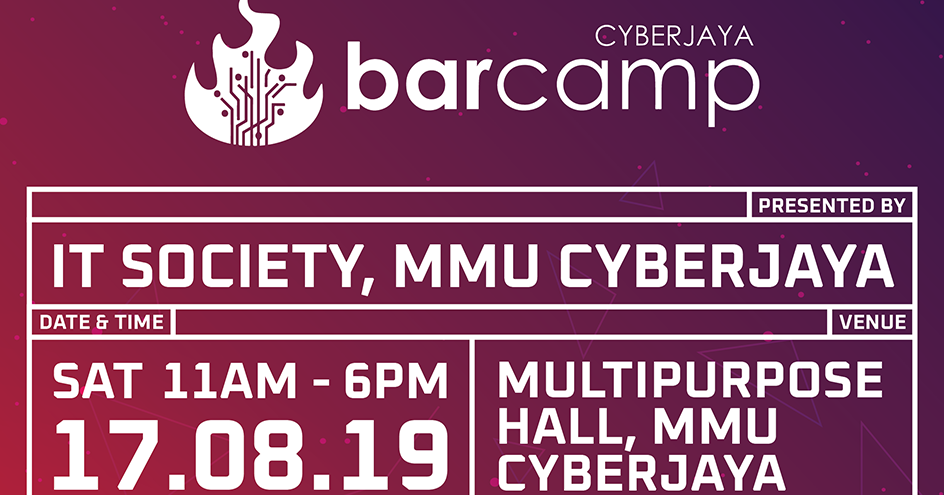 CYBERJAYA
barcamp
PRESENTED BY
IT SOCIETY, MMU CYBERJAYA
DATE & TIME
VENUE
SAT 11AM - 6PM
17.08.19
MULTIPURPOSE
HALL, MMU
CYBERJAYA